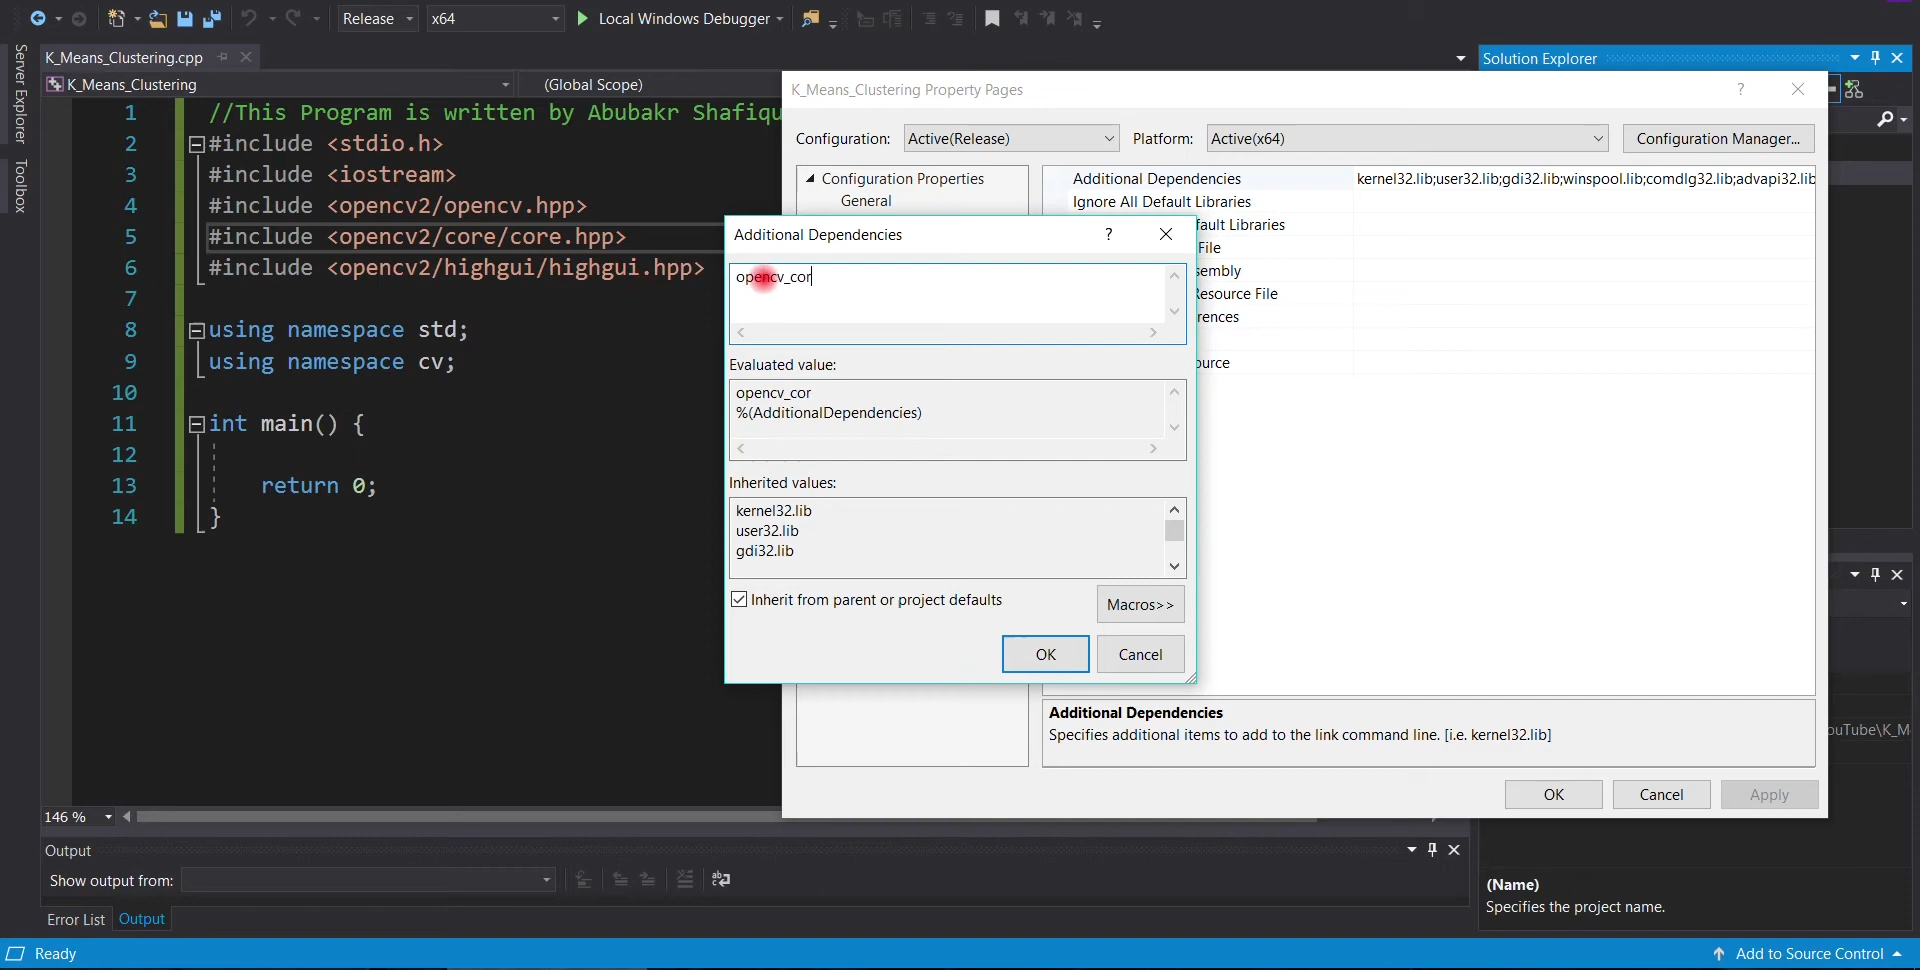 Release
x64
Local Windows Debugger
Server Explorer
Toolbox
K_Means_Clustering.cpp
K_Means_Clustering
(Global Scope)
1 //This Program is written by Abubakr Shafiqu
2 #include <stdio.h>
3 #include <iostream>
4 #include <opencv2/opencv.hpp>
5 #include <opencv2/core/core.hpp>
6 #include <opencv2/highgui/highgui.hpp>
7
8 using namespace std;
9 using namespace cv;
10
11 int main() {
12
13 return 0;
14 }
146 %
Output
Show output from:
Error List
Output
Ready
Add to Source Control
Solution Explorer
K_Means_Clustering Property Pages
?
Configuration:
Active(Release)
Platform:
Active(x64)
Configuration Manager...
Configuration Properties
General
Additional Dependencies
kernel32.lib;user32.lib;gdi32.lib;winspool.lib;comdlg32.lib;advapi32.lib
Ignore All Default Libraries
fault Libraries
File
sembly
Resource File
rences
ource
Additional Dependencies
?
opencv_cor
Evaluated value:
opencv_cor
%(AdditionalDependencies)
Inherited values:
kernel32.lib
user32.lib
gdi32.lib
Inherit from parent or project defaults
Macros>>
OK
Cancel
Additional Dependencies
Specifies additional items to add to the link command line. [i.e. kernel32.lib]
OK
Cancel
Apply
ouTube\K_M
(Name)
Specifies the project name.